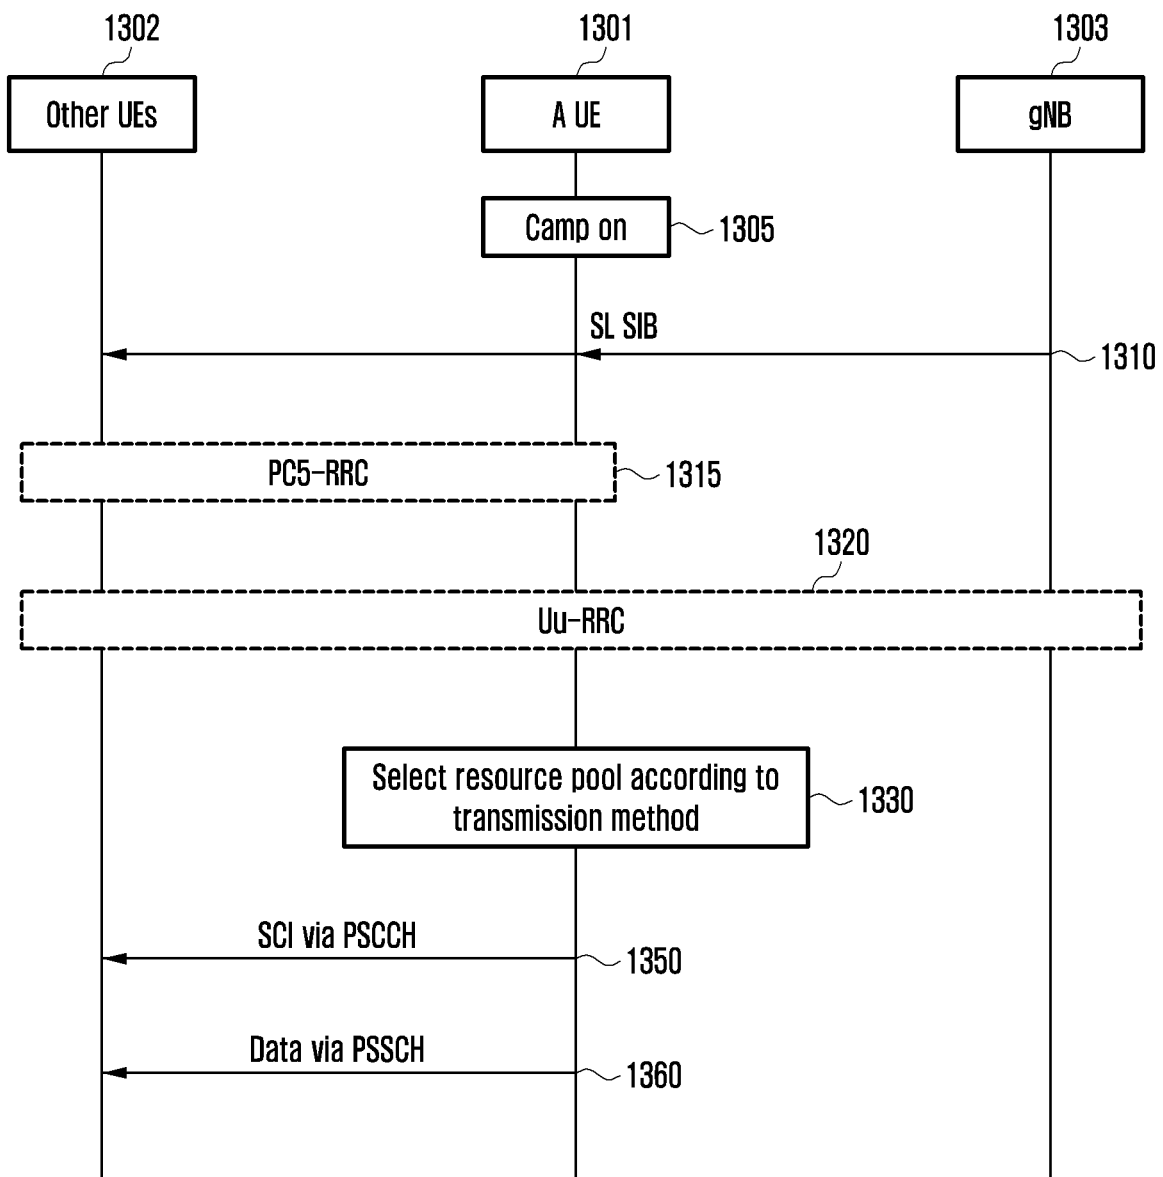 1302
1301
1303
Other UEs
A UE
gNB
Camp on
1305
SL SIB
1310
PC5-RRC
1315
1320
Uu-RRC
Select resource pool according to
transmission method
1330
SCI via PSCCH
1350
Data via PSSCH
1360